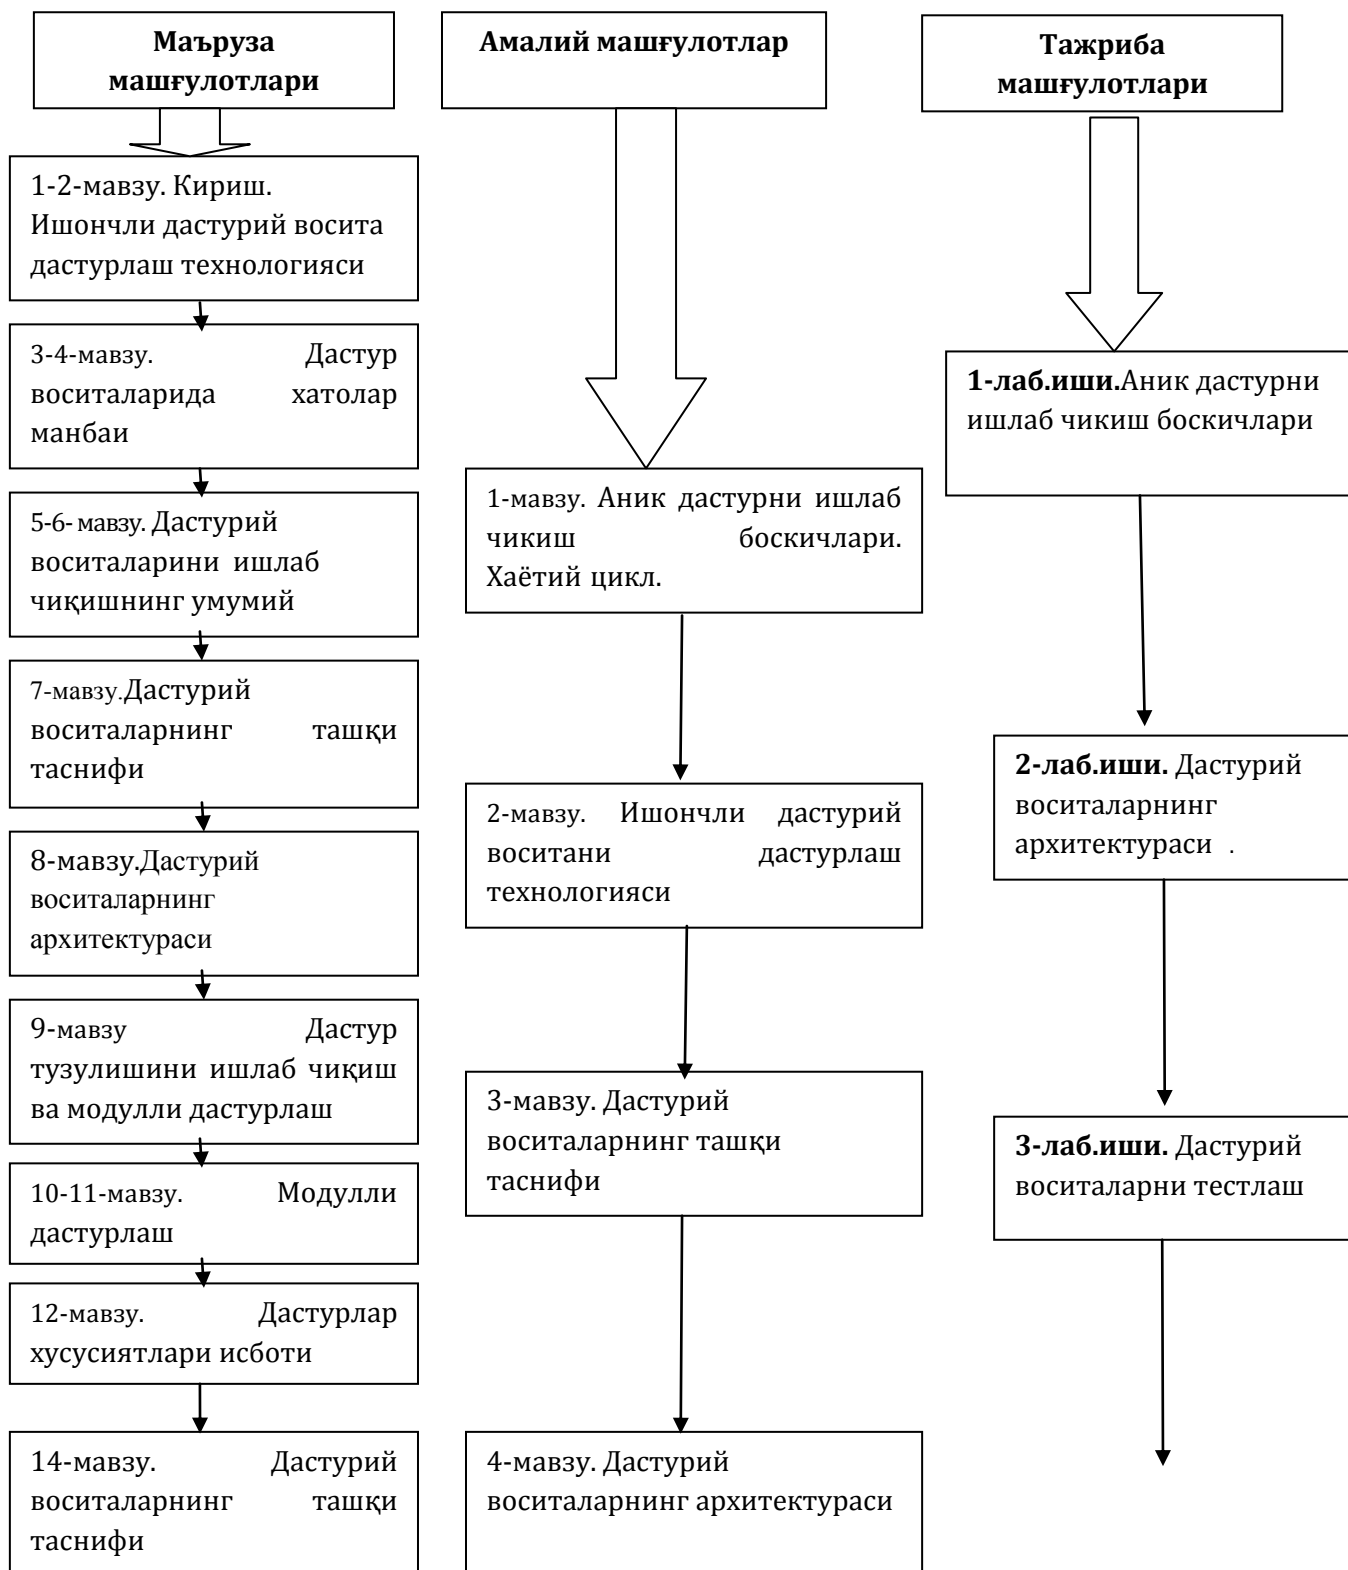 Маъруза
машғулотлари
1-2-мавзу. Кириш.
Ишончли дастурий восита
дастурлаш технологияси
3-4-мавзу. Дастур
воситаларида хатолар
манбаи
5-6- мавзу. Дастурий
воситаларини ишлаб
чиқишнинг умумий
7-мавзу.Дастурий
воситаларнинг ташқи
таснифи
8-мавзу.Дастурий
воситаларнинг
архитектураси
9-мавзу Дастур
тузулишини ишлаб чиқиш
ва модулли дастурлаш
10-11-мавзу. Модулли
дастурлаш
12-мавзу. Дастурлар
хусусиятлари исботи
14-мавзу. Дастурий
воситаларнинг ташқи
таснифи
Амалий машғулотлар
1-мавзу. Аник дастурни ишлаб
чикиш боскичлари.
Хаётий цикл.
2-мавзу. Ишончли дастурий
воситани дастурлаш
технологияси
3-мавзу. Дастурий
воситаларнинг ташқи
таснифи
4-мавзу. Дастурий
воситаларнинг архитектураси
Тажриба
машғулотлари
1-лаб.иши.Аник дастурни
ишлаб чикиш боскичлари
2-лаб.иши. Дастурий
воситаларнинг
архитектураси .
3-лаб.иши. Дастурий
воситаларни тестлаш